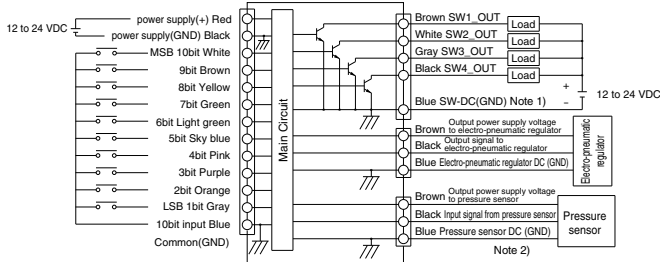 12 to 24 VDC
power supply(+) Red
power supply(GND) Black
MSB 10bit White
9bit Brown
8bit Yellow
7bit Green
6bit Light green
5bit Sky blue
4bit Pink
3bit Purple
2bit Orange
LSB 1bit Gray
10bit input Blue
Common(GND)
Main Circuit
Brown SW1_OUT
Load
White SW2_OUT
Load
Gray SW3_OUT
Load
Black SW4_OUT
Load
+
Blue SW-DC(GND) Note 1)
−
12 to 24 VDC
Brown Output power supply voltage
to electro-pneumatic regulator
Black Output signal to
electro-pneumatic regulator
Blue Electro-pneumatic regulator DC (GND)
Electro-pneumatic
regulator
Brown Output power supply voltage
to pressure sensor
Black Input signal from pressure sensor
Blue Pressure sensor DC (GND)
Pressure
sensor
Note 2)